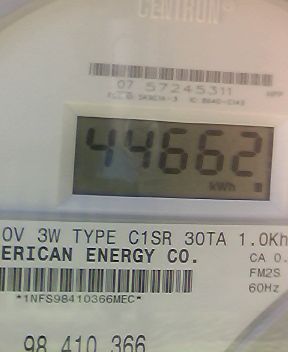 CENTRON®
07 57245311
44662
kWh
0V 3W TYPE C1SR 30TA 1.0Kh
ERICAN ENERGY CO.
CA 0.
FM2S
60Hz
*1NFS98410366MEC*
98 410 366